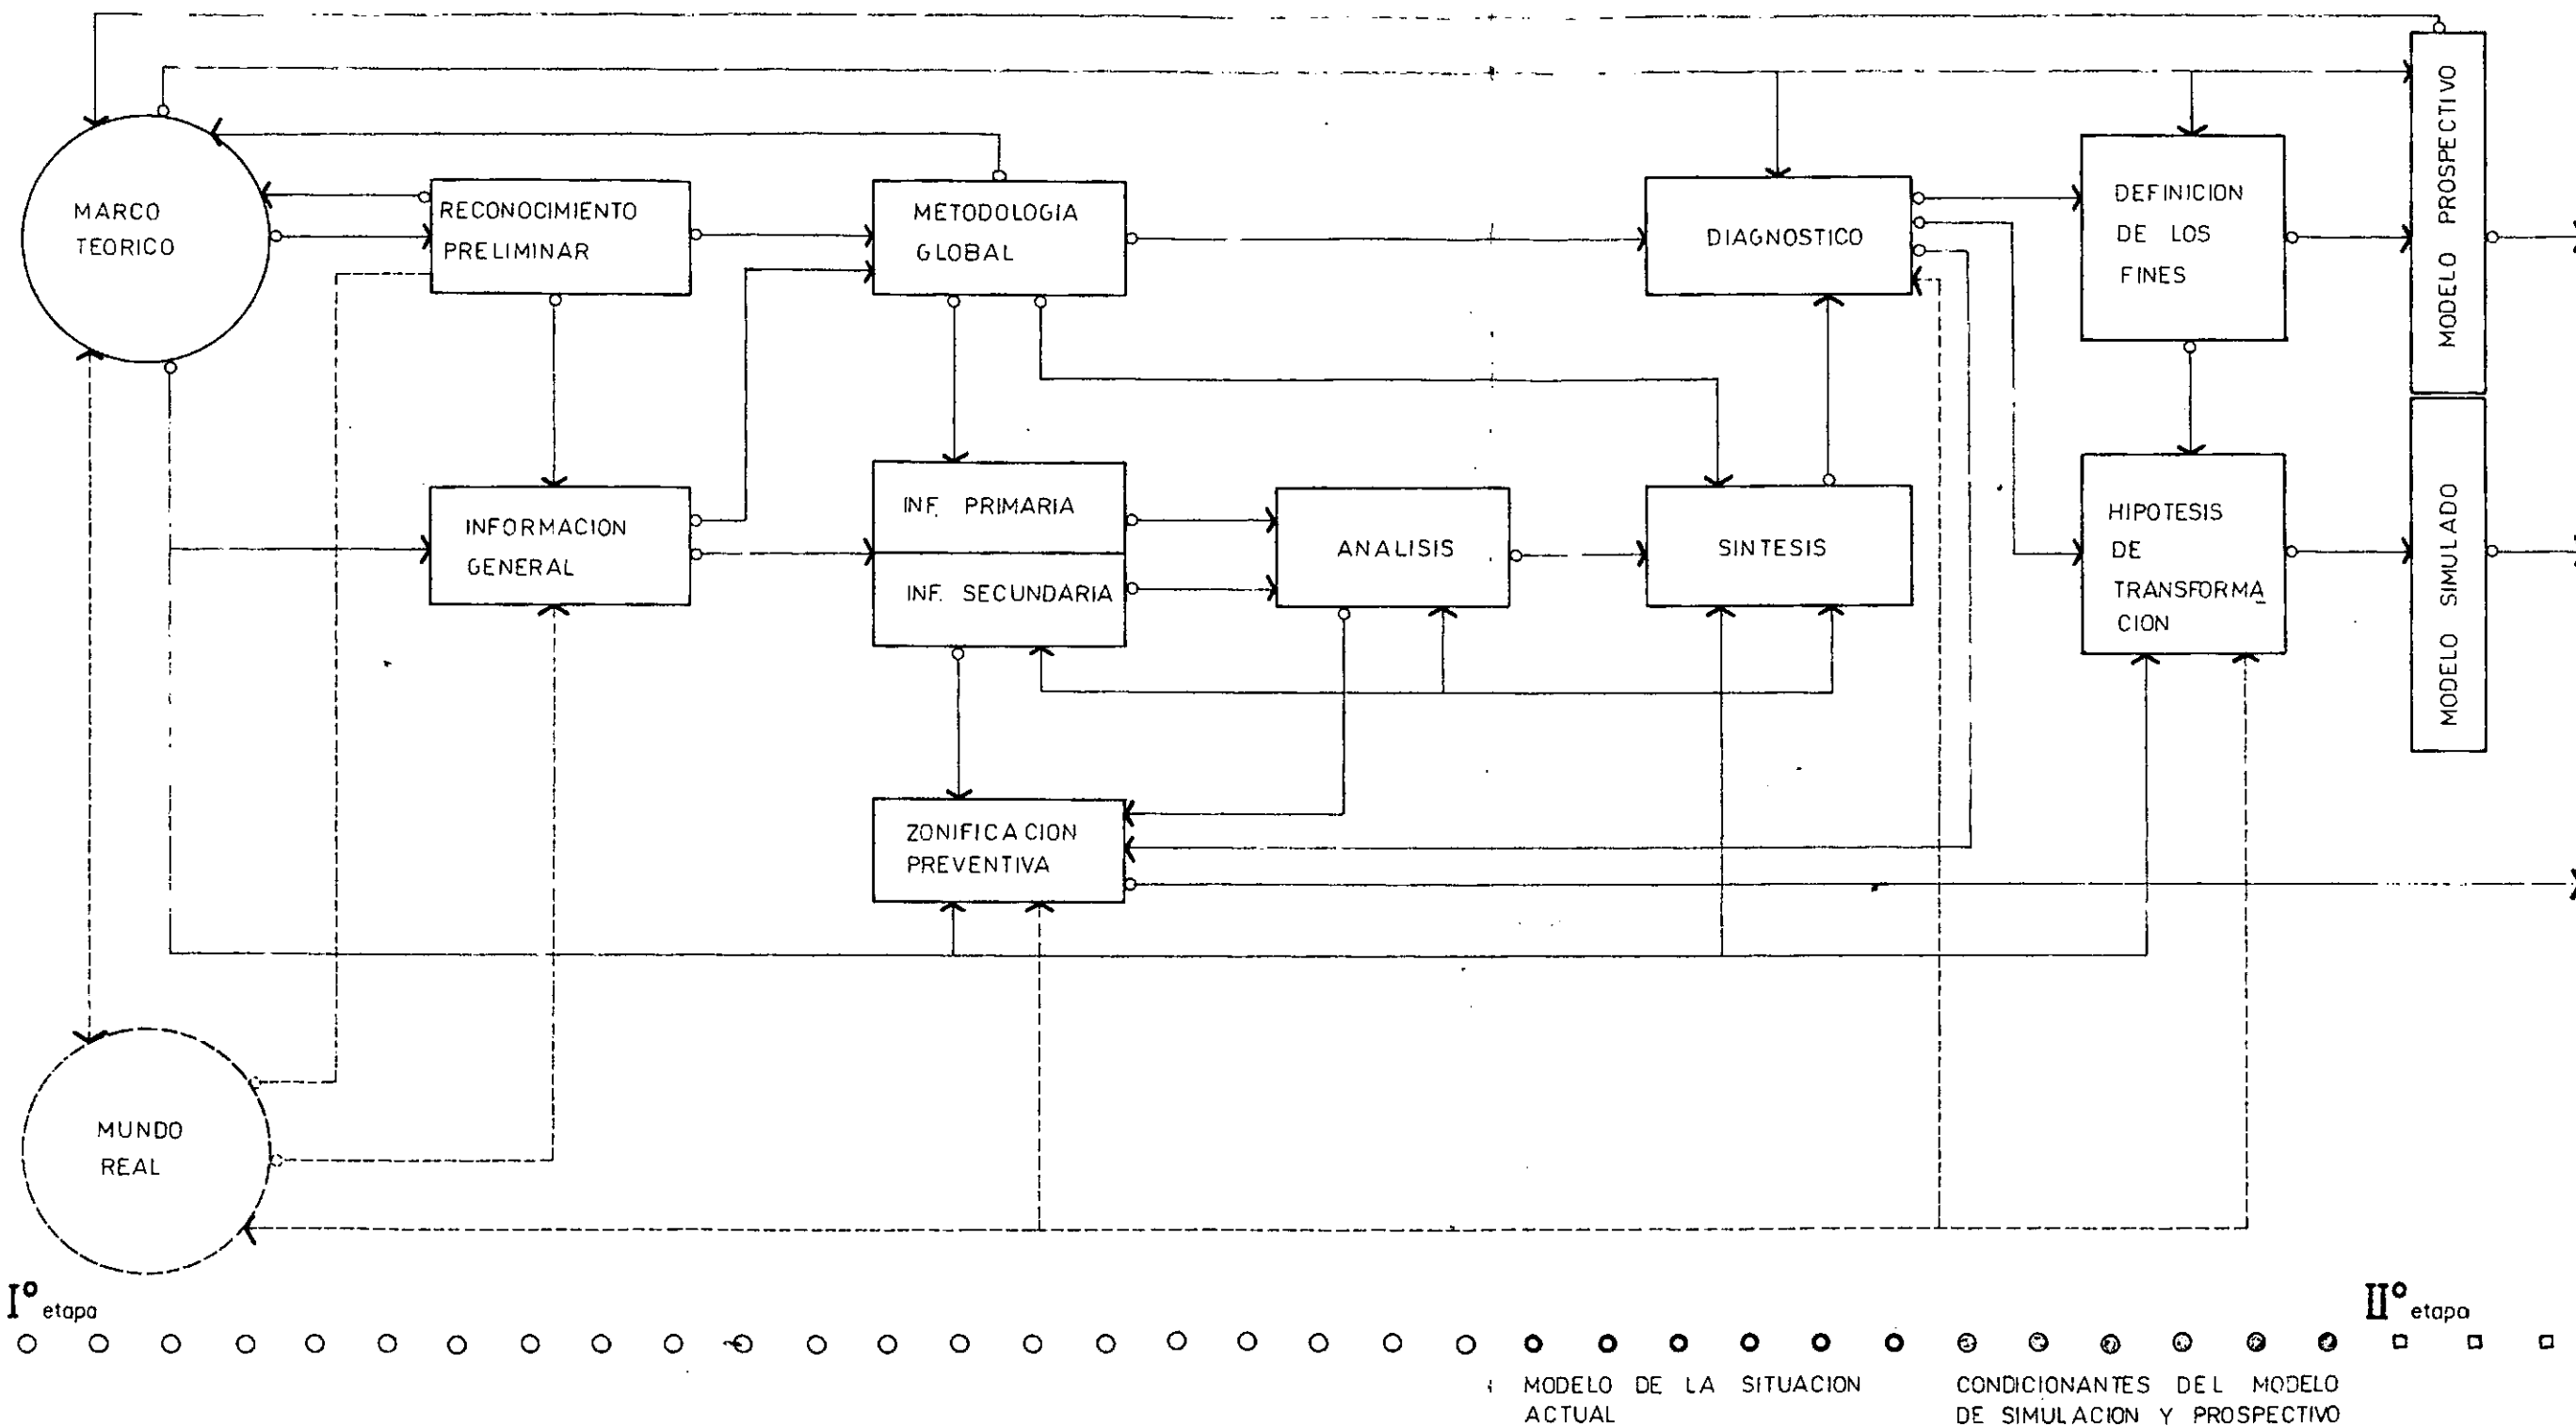 MARCO
TEORICO
RECONOCIMIENTO
PRELIMINAR
METODOLOGIA
GLOBAL
DIAGNOSTICO
DEFINICION
DE LOS
FINES
MODELO PROSPECTIVO
INFORMACION
GENERAL
INF. PRIMARIA
INF. SECUNDARIA
ANALISIS
SINTESIS
HIPOTESIS
DE
TRANSFORMA
CION
MODELO SIMULADO
ZONIFICACION
PREVENTIVA
MUNDO
REAL
I° etapa
II° etapa
MODELO DE LA SITUACION
ACTUAL
CONDICIONANTES DEL MODELO
DE SIMULACION Y PROSPECTIVO